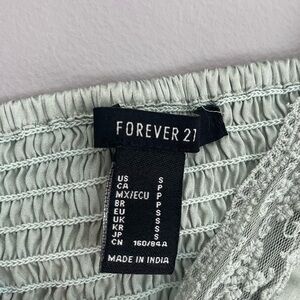 FOREVER 21
US S
CA P
MX/ECU P
BR P
EU S
UK S
KR S
JP S
CN 160/84A
MADE IN INDIA